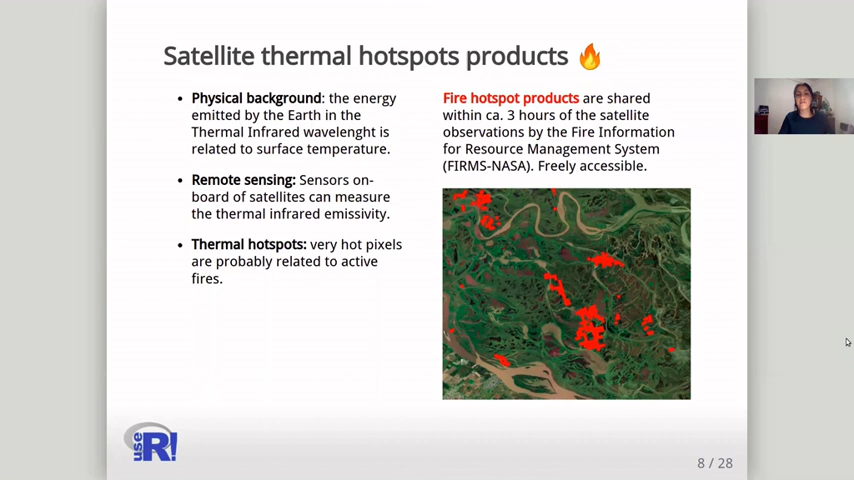 Satellite thermal hotspots products
Physical background: the energy
emitted by the Earth in the
Thermal Infrared wavelenght is
related to surface temperature.
Remote sensing: Sensors on-
board of satellites can measure
the thermal infrared emissivity.
Thermal hotspots: very hot pixels
are probably related to active
fires.
Fire hotspot products are shared
within ca. 3 hours of the satellite
observations by the Fire Information
for Resource Management System
(FIRMS-NASA). Freely accessible.
use R!
8 / 28